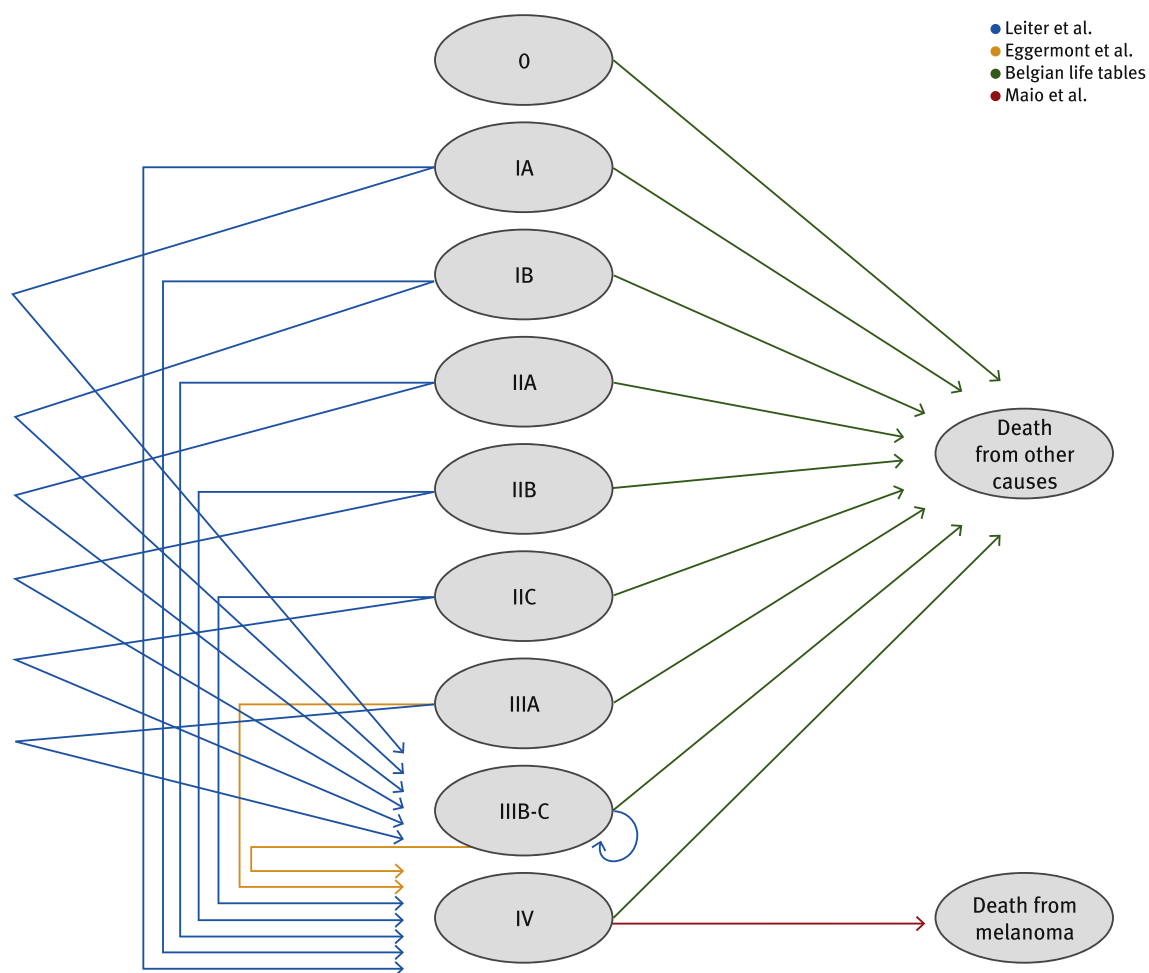 0
Leiter et al.
Eggermont et al.
Belgian life tables
Maio et al.
IA
IB
IIA
Death
from other
causes
IIB
IIC
IIIA
IIIB-C
IV
Death from
melanoma